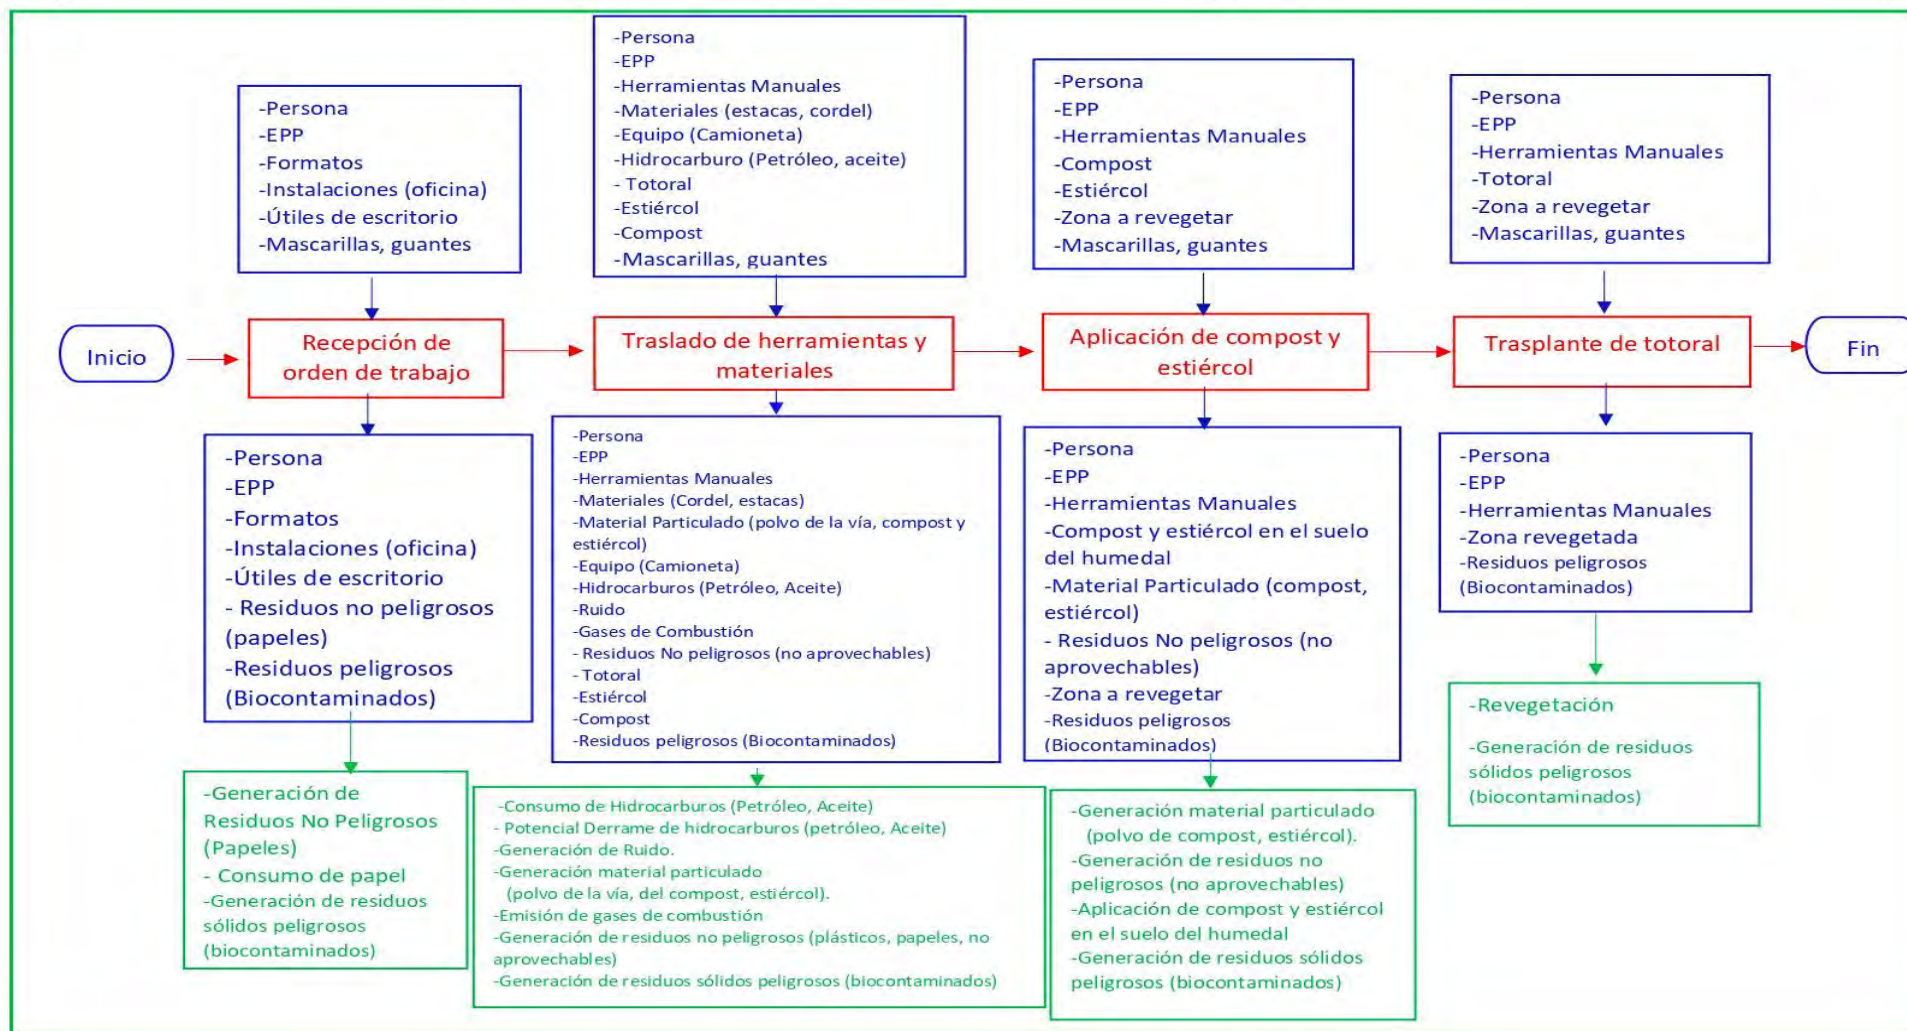 -Persona
-EPP
-Formatos
-Instalaciones (oficina)
-Útiles de escritorio
-Mascarillas, guantes
-Persona
-EPP
-Herramientas Manuales
-Materiales (estacas, cordel)
-Equipo (Camioneta)
-Hidrocarburo (Petróleo, aceite)
- Totoral
-Estiércol
-Compost
-Mascarillas, guantes
-Persona
-EPP
-Herramientas Manuales
-Compost
-Estiércol
-Zona a revegetar
-Mascarillas, guantes
-Persona
-EPP
-Herramientas Manuales
-Totoral
-Zona a revegetar
-Mascarillas, guantes
Inicio
Recepción de
orden de trabajo
Traslado de herramientas y
materiales
Aplicación de compost y
estiércol
Trasplante de totoral
Fin
-Persona
-EPP
-Formatos
-Instalaciones (oficina)
-Útiles de escritorio
- Residuos no peligrosos
(papeles)
-Residuos peligrosos
(Biocontaminados)
-Persona
-EPP
-Herramientas Manuales
-Materiales (Cordel, estacas)
-Material Particulado (polvo de la vía, compost y
estiércol)
-Equipo (Camioneta)
-Hidrocarburos (Petróleo, Aceite)
-Ruido
-Gases de Combustión
- Residuos No peligrosos (no aprovechables)
- Totoral
-Estiércol
-Compost
-Residuos peligrosos (Biocontaminados)
-Persona
-EPP
-Herramientas Manuales
-Compost y estiércol en el suelo
del humedal
-Material Particulado (compost,
estiércol)
- Residuos No peligrosos (no
aprovechables)
-Zona a revegetar
-Residuos peligrosos
(Biocontaminados)
-Persona
-EPP
-Herramientas Manuales
-Zona revegetada
-Residuos peligrosos
(Biocontaminados)
-Generación de
Residuos No Peligrosos
(Papeles)
- Consumo de papel
-Generación de residuos
sólidos peligrosos
(biocontaminados)
-Consumo de Hidrocarburos (Petróleo, Aceite)
- Potencial Derrame de hidrocarburos (petróleo, Aceite)
-Generación de Ruido.
-Generación material particulado
(polvo de la vía, del compost, estiércol).
-Emisión de gases de combustión
-Generación de residuos no peligrosos (plásticos, papeles, no
aprovechables)
-Generación de residuos sólidos peligrosos (biocontaminados)
-Generación material particulado
(polvo de compost, estiércol).
-Generación de residuos no
peligrosos (no aprovechables)
-Aplicación de compost y estiércol
en el suelo del humedal
-Generación de residuos sólidos
peligrosos (biocontaminados)
-Revegetación
-Generación de residuos
sólidos peligrosos
(biocontaminados)